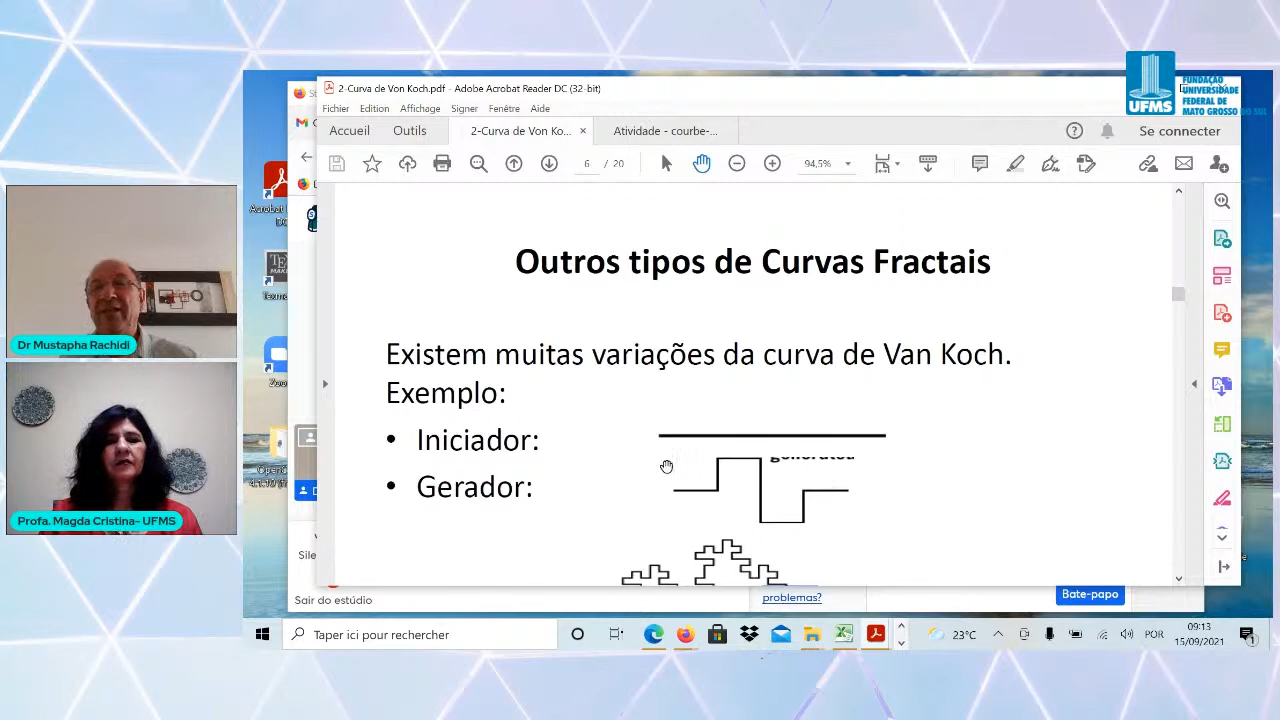 UFMS
FUNDAÇÃO
UNIVERSIDADE
FEDERAL DE
MATO GROSSO DO SUL
2-Curva de Von Koch.pdf - Adobe Acrobat Reader DC (32-bit)
Fichier Edition Affichage Signer Fenêtre Aide
Accueil Outils 2-Curva de Von Ko... × Atividade - courbe-... Se connecter
6 / 20 94,5%
Acrobat
DC
Outros tipos de Curvas Fractais
Existem muitas variações da curva de Van Koch.
Exemplo:
• Iniciador:
• Gerador:
Dr Mustapha Rachidi
Profa. Magda Cristina– UFMS
Sair do estúdio
problemas?
Bate-papo
Taper ici pour rechercher
23°C
POR
09:13
15/09/2021